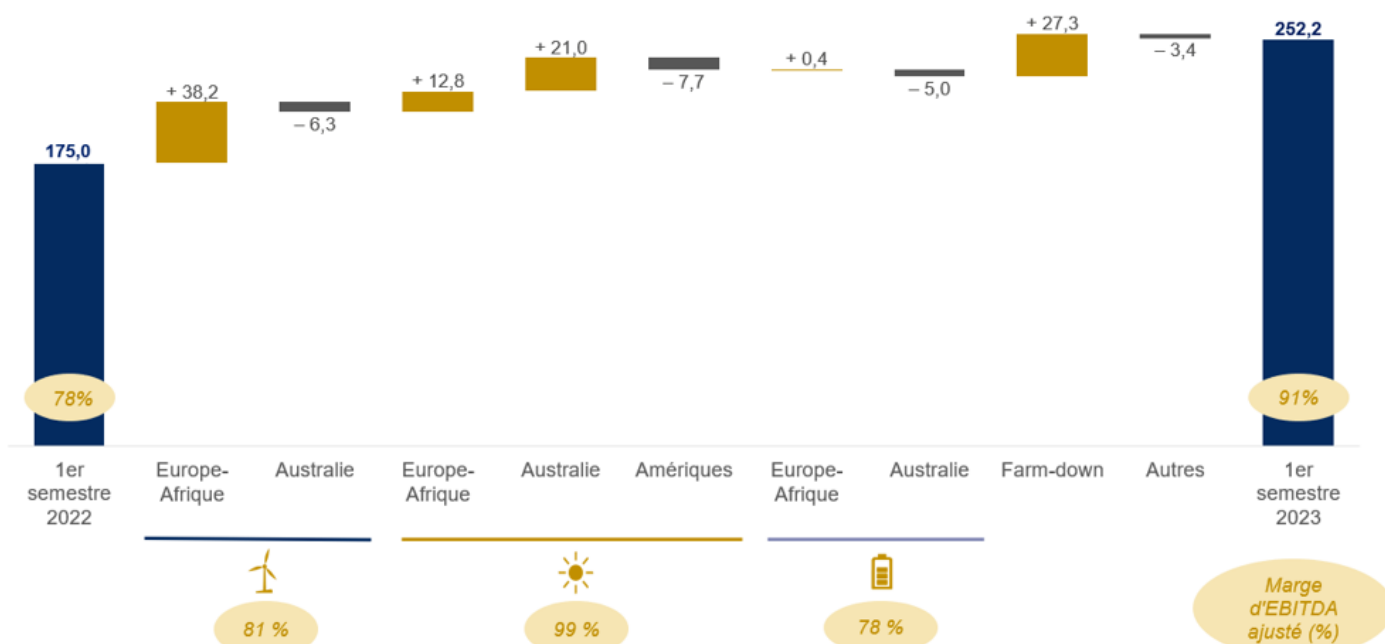 175,0
+ 38,2
– 6,3
+ 12,8
+ 21,0
– 7,7
+ 0,4
– 5,0
+ 27,3
– 3,4
252,2
78%
91%
1er
semestre
2022
Europe-
Afrique
Australie
Europe-
Afrique
Australie
Amériques
Europe-
Afrique
Australie
Farm-down
Autres
1er
semestre
2023
81 %
99 %
78 %
Marge
d'EBITDA
ajusté (%)